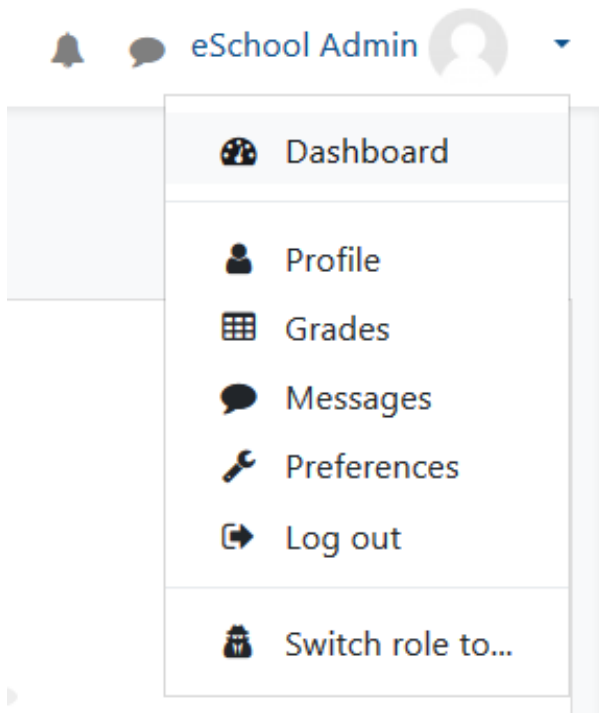 eSchool Admin
Dashboard
Profile
Grades
Messages
Preferences
Log out
Switch role to...